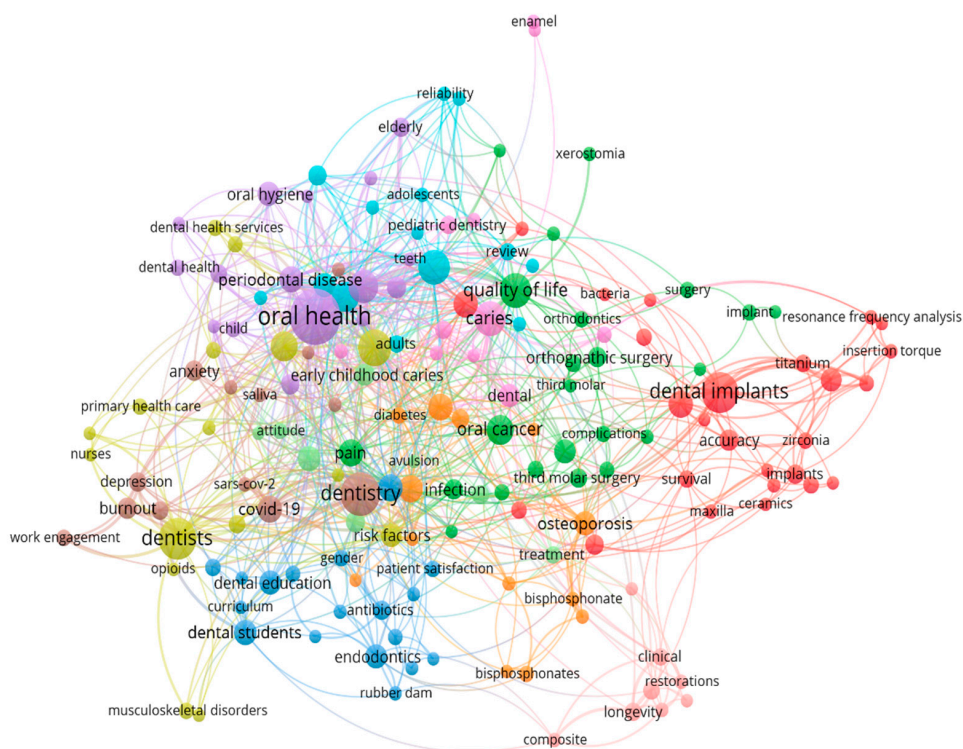 enamel
reliability
elderly
xerostomia
oral hygiene
adolescents
dental health services
pediatric dentistry
teeth
review
dental health
periodontal disease
quality of life
bacteria
surgery
oral health
caries
orthodontics
implant
resonance frequency analysis
child
adults
orthognathic surgery
insertion torque
anxiety
early childhood caries
third molar
titanium
saliva
dental
dental implants
primary health care
diabetes
attitude
oral cancer
complications
accuracy
zirconia
nurses
pain
avulsion
depression
sars-cov-2
dentistry
infection
third molar surgery
survival
implants
burnout
covid-19
maxilla
ceramics
work engagement
dentists
risk factors
osteoporosis
opioids
gender
patient satisfaction
treatment
dental education
curriculum
antibiotics
bisphosphonate
dental students
endodontics
clinical
rubber dam
bisphosphonates
restorations
musculoskeletal disorders
longevity
composite